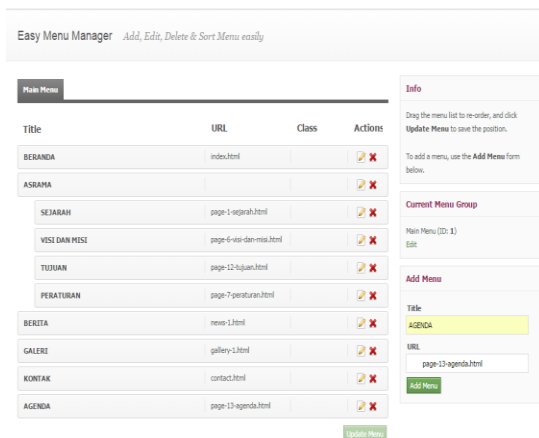 Easy Menu Manager Add, Edit, Delete & Sort Menu easily
Main Menu
Title URL Class Actions
BERANDA index.html
ASRAMA
SEJARAH page-1-sejarah.html
VISI DAN MISI page-6-visi-dan-misi.html
TUJUAN page-12-tujuan.html
PERATURAN page-7-peraturan.html
BERITA news-1.html
GALERI gallery-1.html
KONTAK contact.html
AGENDA page-13-agenda.html
Update Menu
Info
Drag the menu list to re-order, and click
Update Menu to save the position.
To add a menu, use the Add Menu form
below.
Current Menu Group
Main Menu (ID: 1)
Edit
Add Menu
Title
AGENDA
URL
page-13-agenda.html
Add Menu